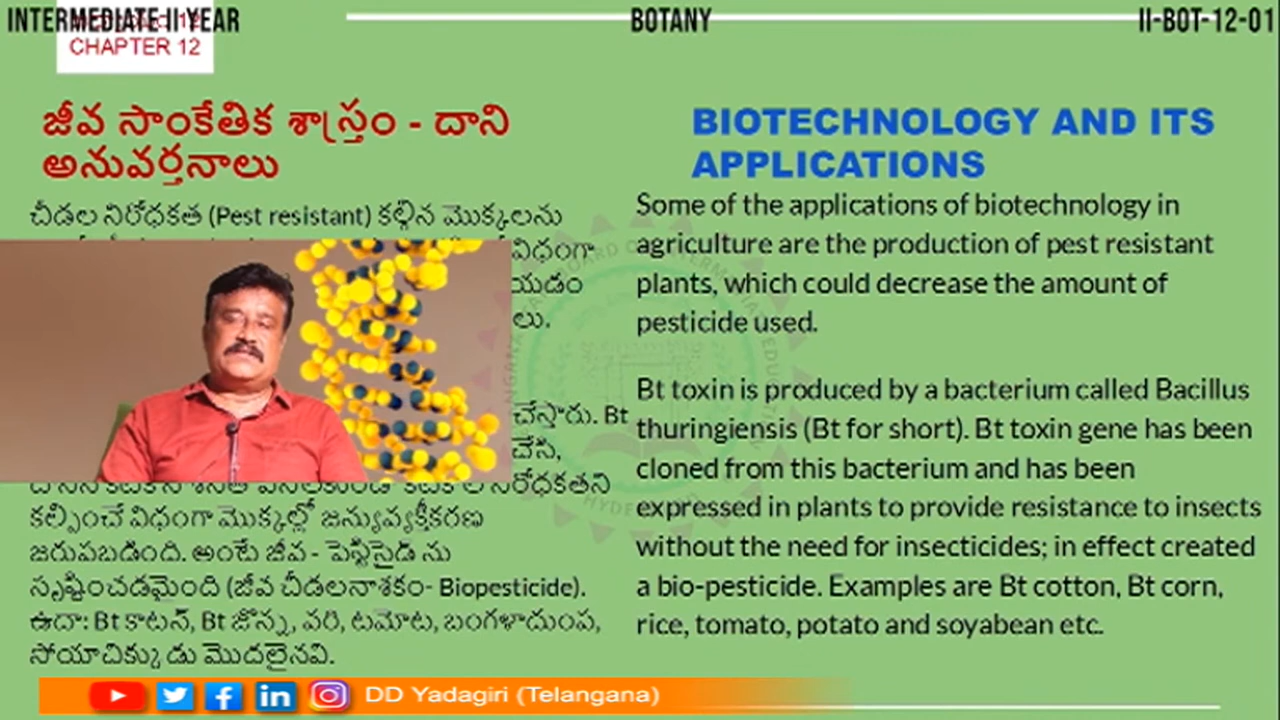 INTERMEDIATE II YEAR
BOTANY
II-BOT-12-01
CHAPTER 12
జీవ సాంకేతిక శాస్త్రం - దాని
అనువర్తనాలు
చీడల నిరోధకత (Pest resistant) కల్గిన మొక్కలను
విధంగా
యడం
లు.
చేస్తారు. Bt
చేసి,
నిరోధకతని
కల్పించే విధంగా మొక్కల్లో జన్యువ్యక్తీకరణ
జరుపబడింది. అంటే జీవ - పెస్టిసైడ్ ను
సృష్టించడమైంది (జీవ చీడలనాశకం- Biopesticide).
ఉదా: Bt కాటన్, Bt జొన్న, వరి, టమోట, బంగళాదుంప,
సోయాచిక్కుడు మొదలైనవి.
BIOTECHNOLOGY AND ITS
APPLICATIONS
Some of the applications of biotechnology in
agriculture are the production of pest resistant
plants, which could decrease the amount of
pesticide used.
Bt toxin is produced by a bacterium called Bacillus
thuringiensis (Bt for short). Bt toxin gene has been
cloned from this bacterium and has been
expressed in plants to provide resistance to insects
without the need for insecticides; in effect created
a bio-pesticide. Examples are Bt cotton, Bt corn,
rice, tomato, potato and soyabean etc.
DD Yadagiri (Telangana)